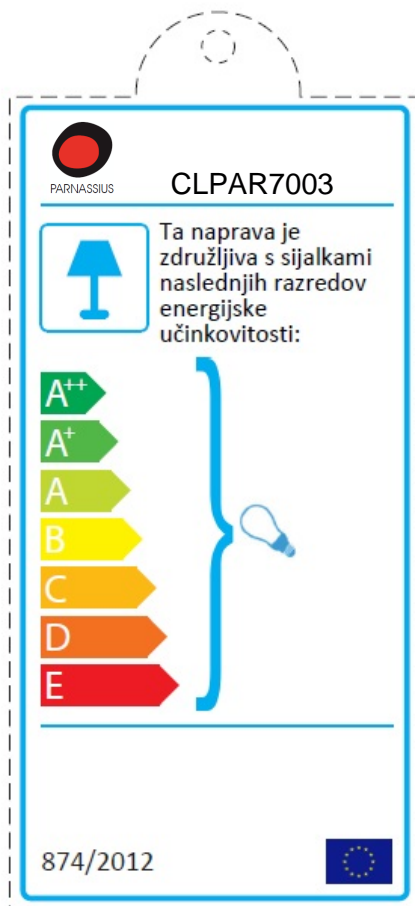 PARNASSIUS
CLPAR7003
Ta naprava je
združljiva s sijalkami
naslednjih razredov
energijske
učinkovitosti:
A++
A+
A
B
C
D
E
874/2012